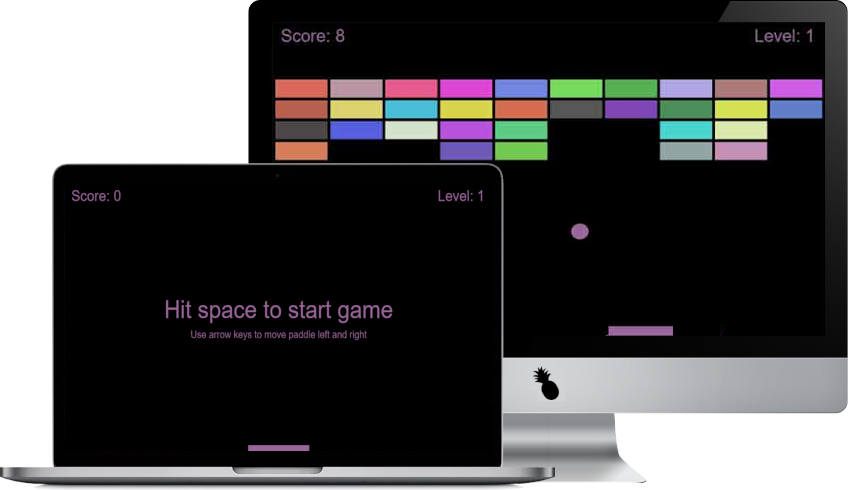 Score: 8
Level: 1
Score: 0
Level: 1
Hit space to start game
Use arrow keys to move paddle left and right